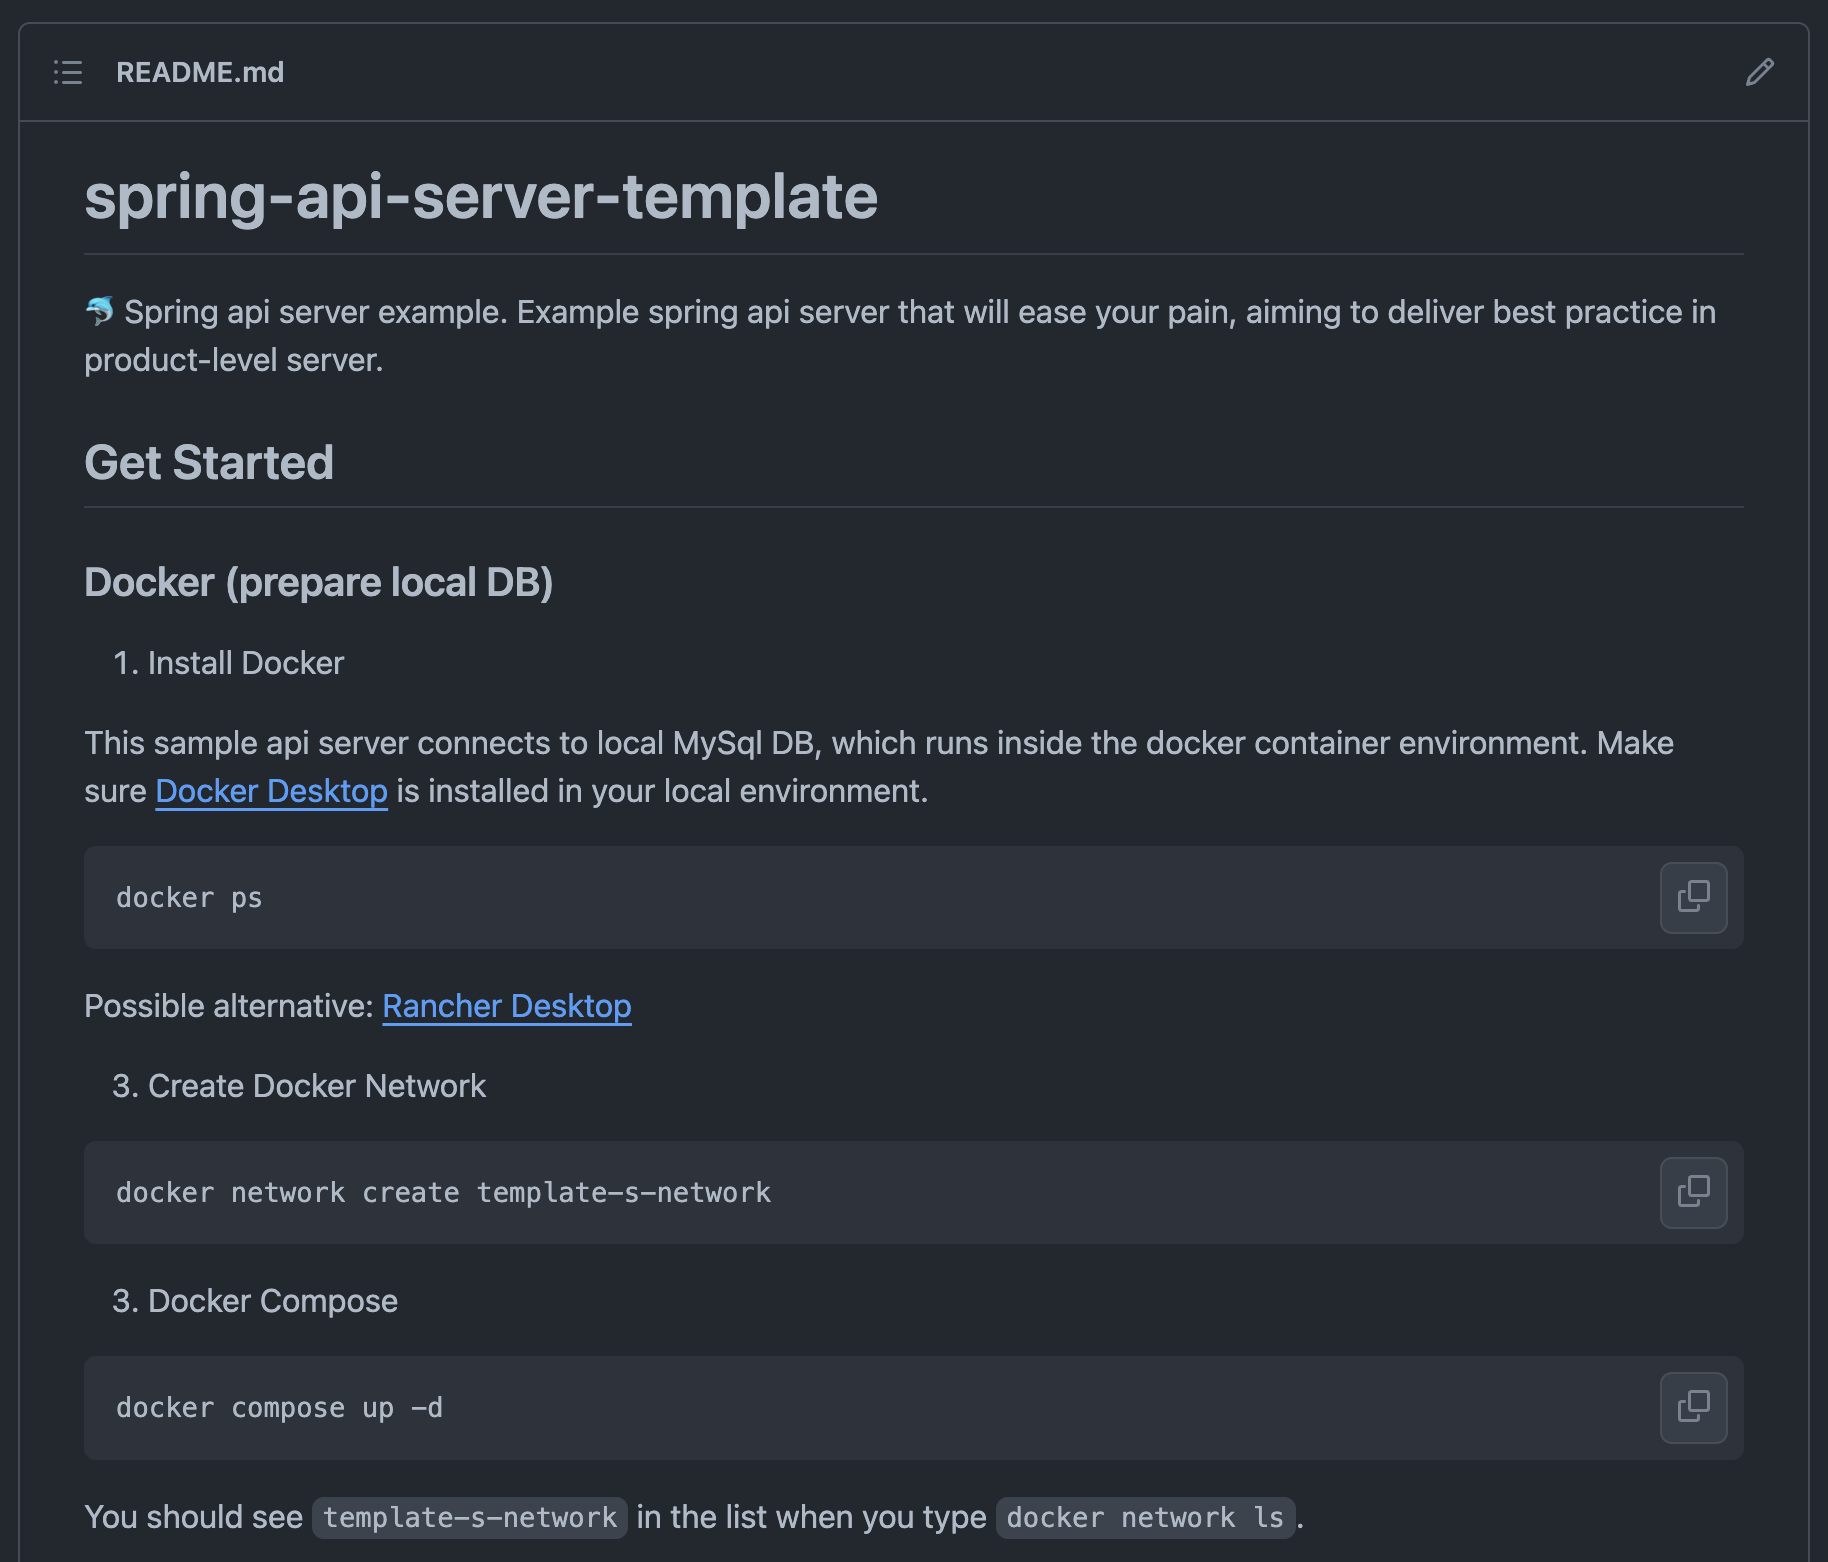 README.md
spring-api-server-template
🐬 Spring api server example. Example spring api server that will ease your pain, aiming to deliver best practice in
product-level server.
Get Started
Docker (prepare local DB)
1. Install Docker
This sample api server connects to local MySql DB, which runs inside the docker container environment. Make
sure Docker Desktop is installed in your local environment.
docker ps
Possible alternative: Rancher Desktop
3. Create Docker Network
docker network create template-s-network
3. Docker Compose
docker compose up -d
You should see template-s-network in the list when you type docker network ls.